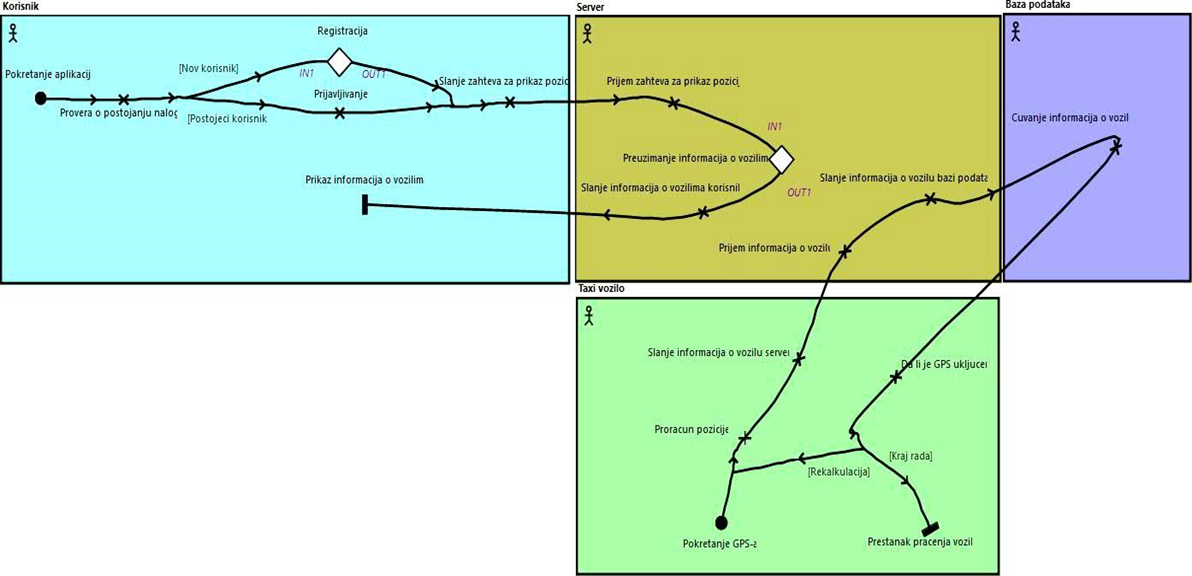 Korisnik
Server
Baza podataka
Registracija
Pokretanje aplikacij
[Nov korisnik]
IN1
OUT1
Slanje zahteva za prikaz pozic
Prijavljivanje
Provera o postojanju nalog
[Postojeci korisnik
Prijem zahteva za prikaz pozic
IN1
Cuvanje informacija o vozil
Preuzimanje informacija o vozilim
Prikaz informacija o vozilim
Slanje informacija o vozilima korisnil
OUT1
Slanje informacija o vozilu bazi podata
Prijem informacija o vozilu
Taxi vozilo
Slanje informacija o vozilu server
Da li je GPS ukljucen
Proracun pozicije
[Rekalkulacija]
[Kraj rada]
Pokretanje GPS-a
Prestanak pracenja vozil